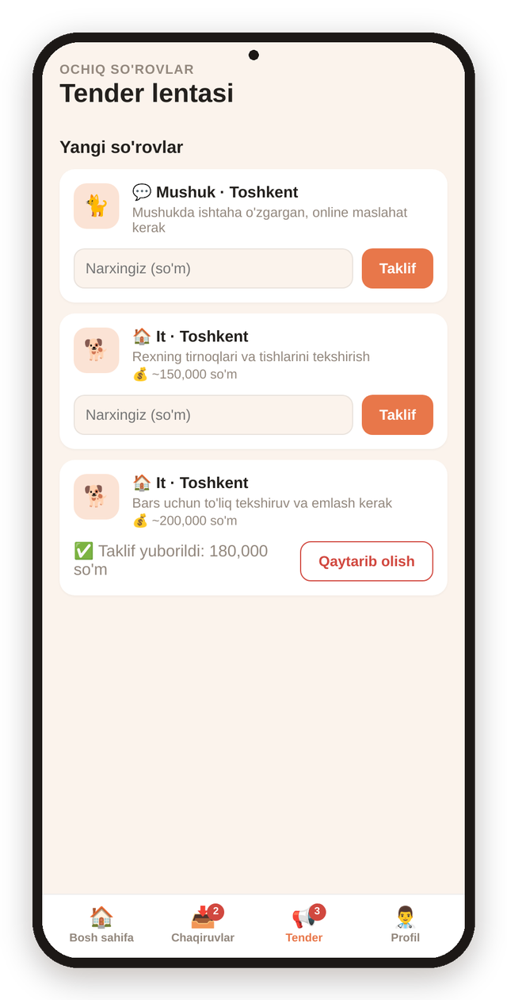 OCHIQ SO'ROVLAR
Tender lentasi
Yangi so'rovlar
💬 Mushuk · Toshkent
Mushukda ishtaha o'zgargan, online maslahat
kerak
Narxingiz (so'm)
Taklif
🏠 It · Toshkent
Rexning tirnoqlari va tishlarini tekshirish
💰 ~150,000 so'm
Narxingiz (so'm)
Taklif
🏠 It · Toshkent
Bars uchun to'liq tekshiruv va emlash kerak
💰 ~200,000 so'm
✅ Taklif yuborildi: 180,000
so'm
Qaytarib olish
2
3
Bosh sahifa
Chaqiruvlar
Tender
Profil